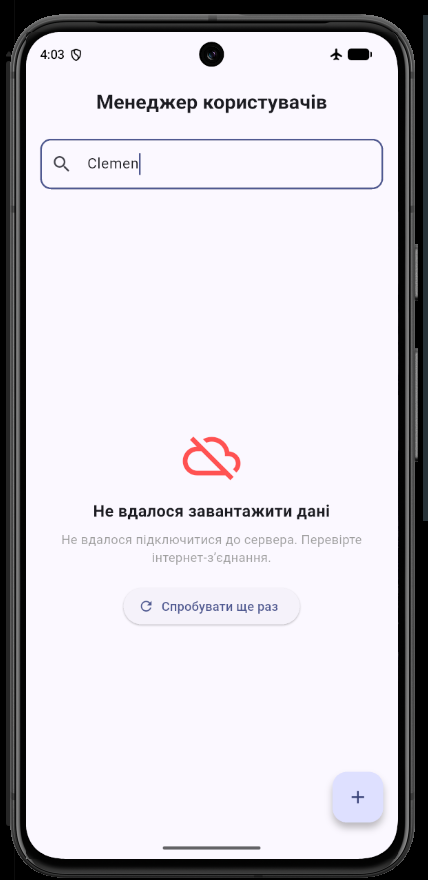 4:03
Менеджер користувачів
Clemen
Не вдалося завантажити дані
Не вдалося підключитися до сервера. Перевірте
інтернет-з'єднання.
Спробувати ще раз